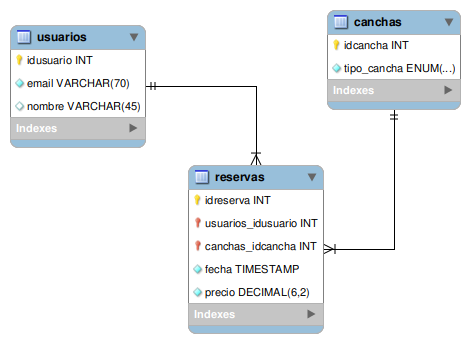 usuarios
idusuario INT
email VARCHAR(70)
nombre VARCHAR(45)
Indexes
canchas
idcancha INT
tipo_cancha ENUM(...)
Indexes
reservas
idreserva INT
usuarios_idusuario INT
canchas_idcancha INT
fecha TIMESTAMP
precio DECIMAL(6,2)
Indexes